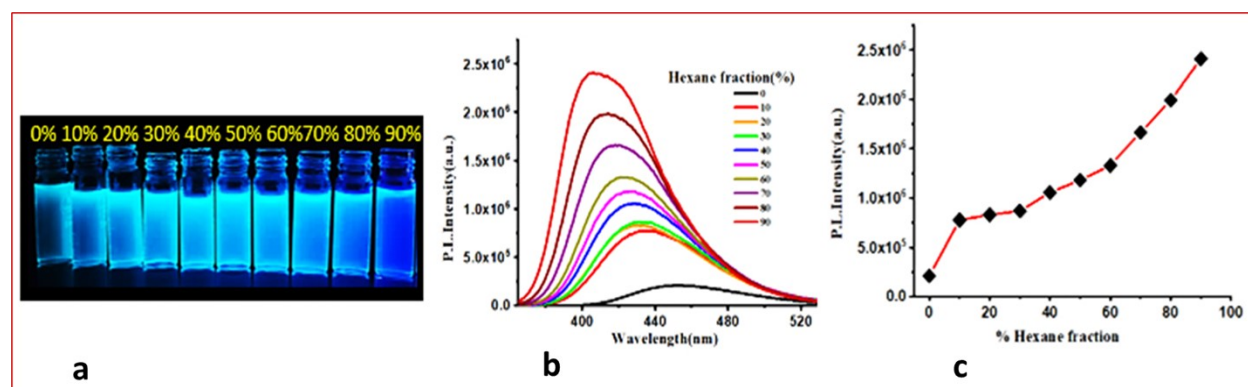 0% 10% 20% 30% 40% 50% 60% 70% 80% 90%
a
2.5x10⁶
2.0x10⁶
1.5x10⁶
1.0x10⁶
5.0x10⁵
0.0
P.L.Intensity(a.u.)
400 440 480 520
Wavelength(nm)
Hexane fraction(%)
0
10
20
30
40
50
60
70
80
90
b
2.5x10⁶
2.0x10⁶
1.5x10⁶
1.0x10⁶
5.0x10⁵
0.0
P.L.Intensity(a.u.)
0 20 40 60 80 100
% Hexane fraction
c